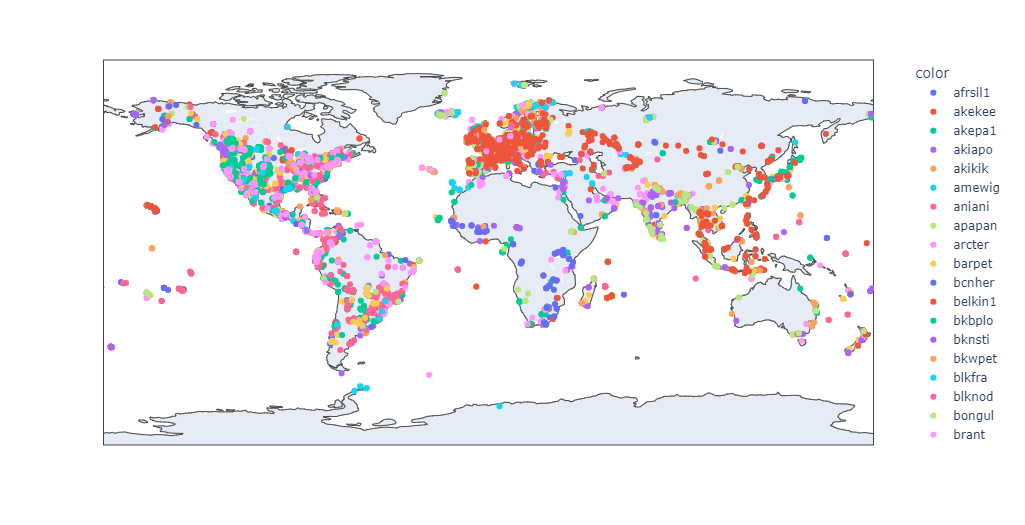 color
afrsil1
akekee
akepa1
akiapo
akikik
amewig
aniani
apapan
arcter
barpet
bcnher
belkin1
bkbplo
bknsti
bkwpet
blkfra
blknod
bongul
brant